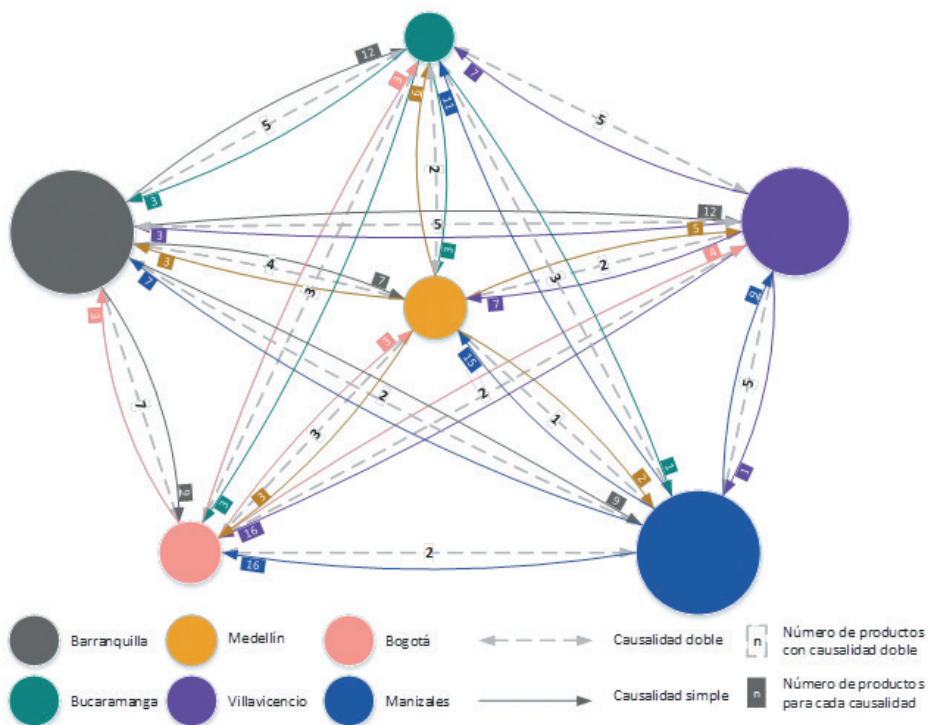 12
3
7
11
9
7
5
5
3
2
5
12
3
3
5
4
3
7
4
2
7
7
3
3
15
3
2
2
7
3
1
1
5
3
2
1
3
16
9
16
2
Barranquilla
Medellín
Bogotá
Causalidad doble
n
Número de productos
con causalidad doble
Bucaramanga
Villavicencio
Manizales
Causalidad simple
n
Número de productos
para cada causalidad